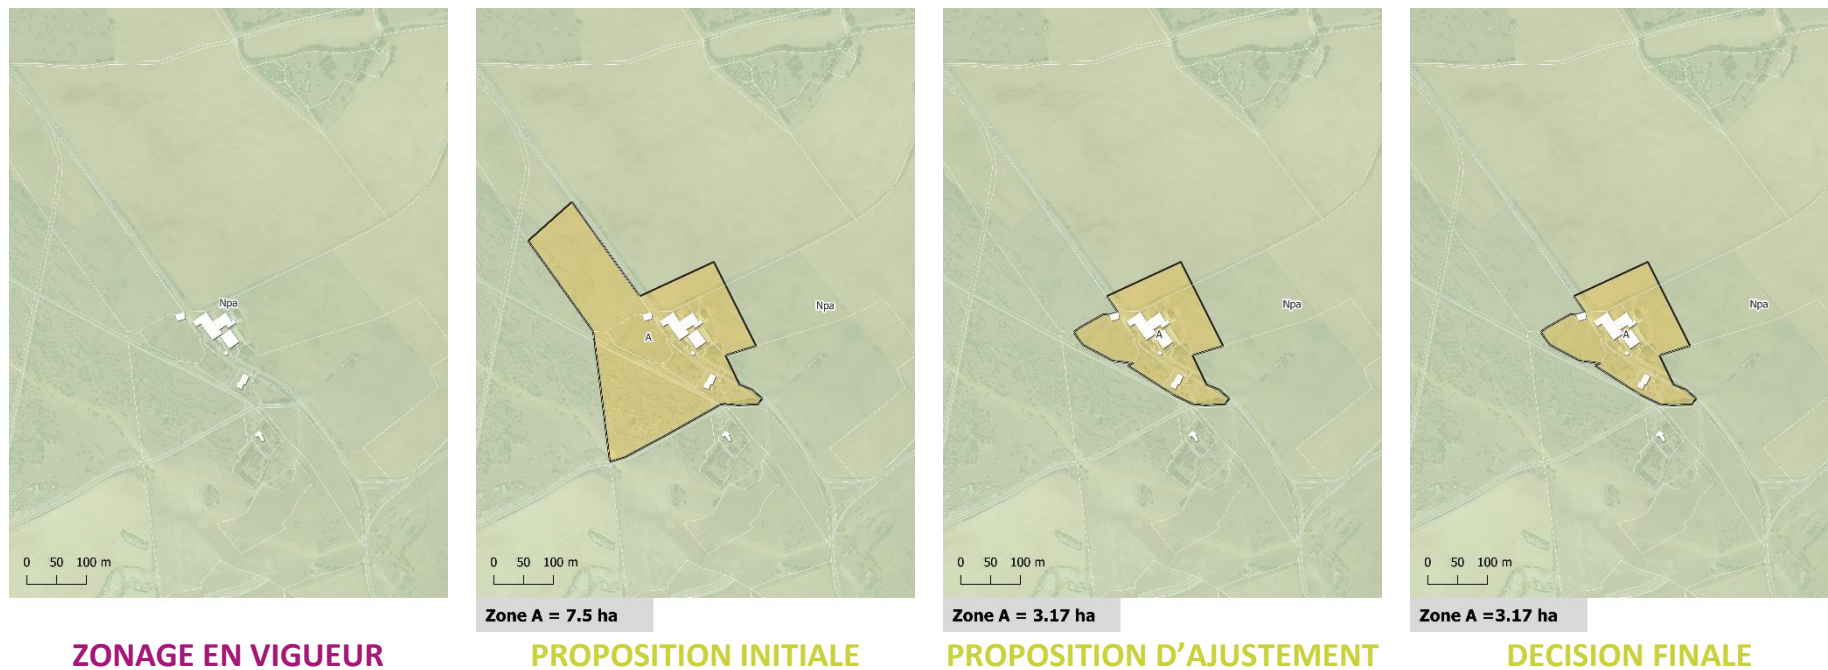 Npa
0 50 100 m
ZONAGE EN VIGUEUR
A
Npa
0 50 100 m
Zone A = 7.5 ha
PROPOSITION INITIALE
A
Npa
0 50 100 m
Zone A = 3.17 ha
PROPOSITION D’AJUSTEMENT
A
Npa
0 50 100 m
Zone A =3.17 ha
DECISION FINALE